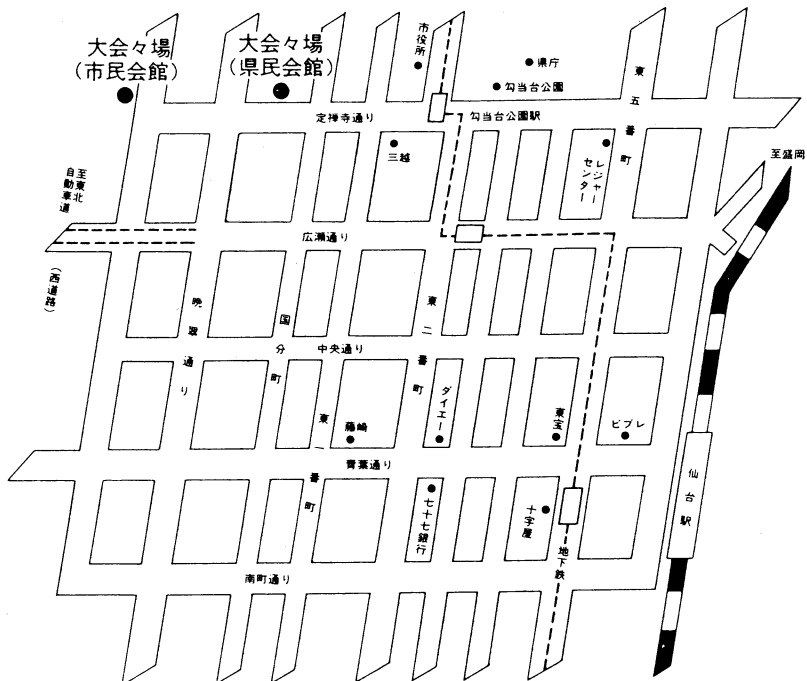 大会々場
(市民会館)
大会々場
(県民会館)
市役所
県庁
勾当台公園
東五番町
定禅寺通り
勾当台公園駅
三越
レジャー
センター
至盛岡
至東北
自動車道
広瀬通り
(西道路)
晩翠通り
国分町
中央通り
東二番町
ダイエー
東一番町
藤崎
東宝
ビブレ
青葉通り
仙台駅
七十七銀行
十字屋
地下鉄
南町通り